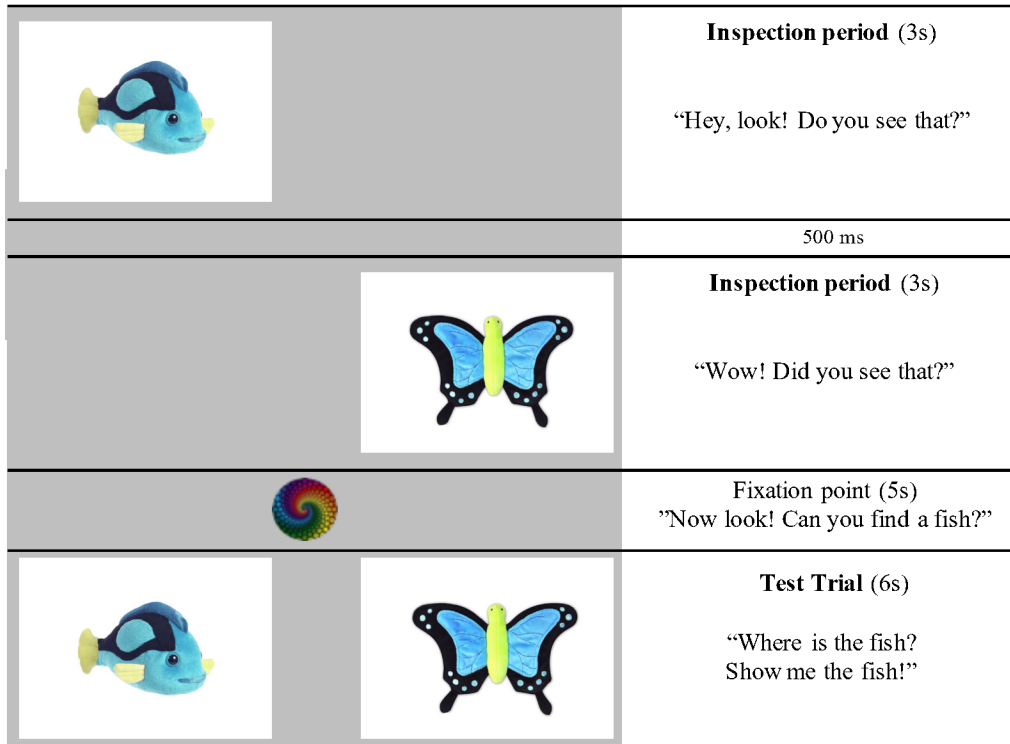 Inspection period (3s)
“Hey, look! Do you see that?”
500 ms
Inspection period (3s)
“Wow! Did you see that?”
Fixation point (5s)
”Now look! Can you find a fish?”
Test Trial (6s)
“Where is the fish?
Show me the fish!”